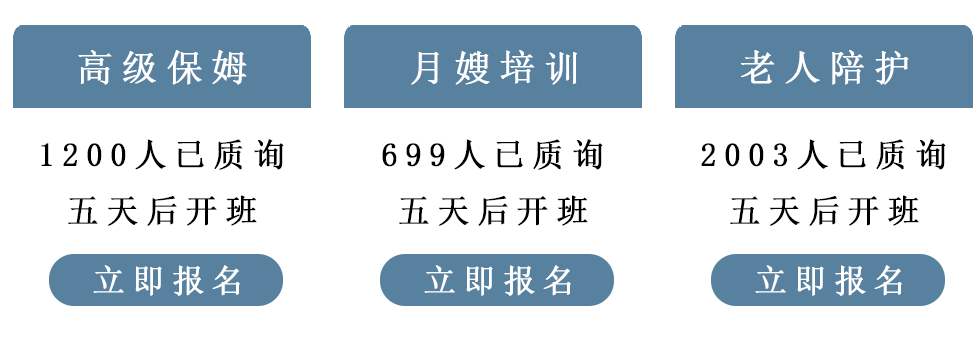 高级保姆
1200人已质询
五天后开班
立即报名
月嫂培训
699人已质询
五天后开班
立即报名
老人陪护
2003人已质询
五天后开班
立即报名